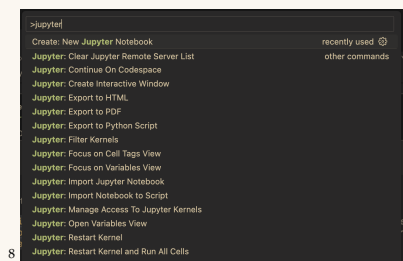 >jupyter
Create: New Jupyter Notebook recently used
Jupyter: Clear Jupyter Remote Server List other commands
Jupyter: Continue On Codespace
Jupyter: Create Interactive Window
Jupyter: Export to HTML
Jupyter: Export to PDF
Jupyter: Export to Python Script
Jupyter: Filter Kernels
Jupyter: Focus on Cell Tags View
Jupyter: Focus on Variables View
Jupyter: Import Jupyter Notebook
Jupyter: Import Notebook to Script
Jupyter: Manage Access To Jupyter Kernels
Jupyter: Open Variables View
Jupyter: Restart Kernel
Jupyter: Restart Kernel and Run All Cells
8